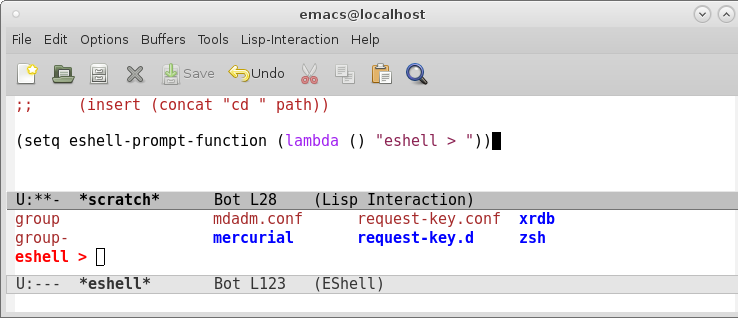 emacs@localhost
File Edit Options Buffers Tools Lisp-Interaction Help
Save Undo
;;     (insert (concat "cd " path))
(setq eshell-prompt-function (lambda () "eshell > "))
U:**-  *scratch*      Bot L28    (Lisp Interaction)
group                 mdadm.conf      request-key.conf  xrdb
group-                mercurial       request-key.d     zsh
eshell >
U:---  *eshell*       Bot L123   (EShell)